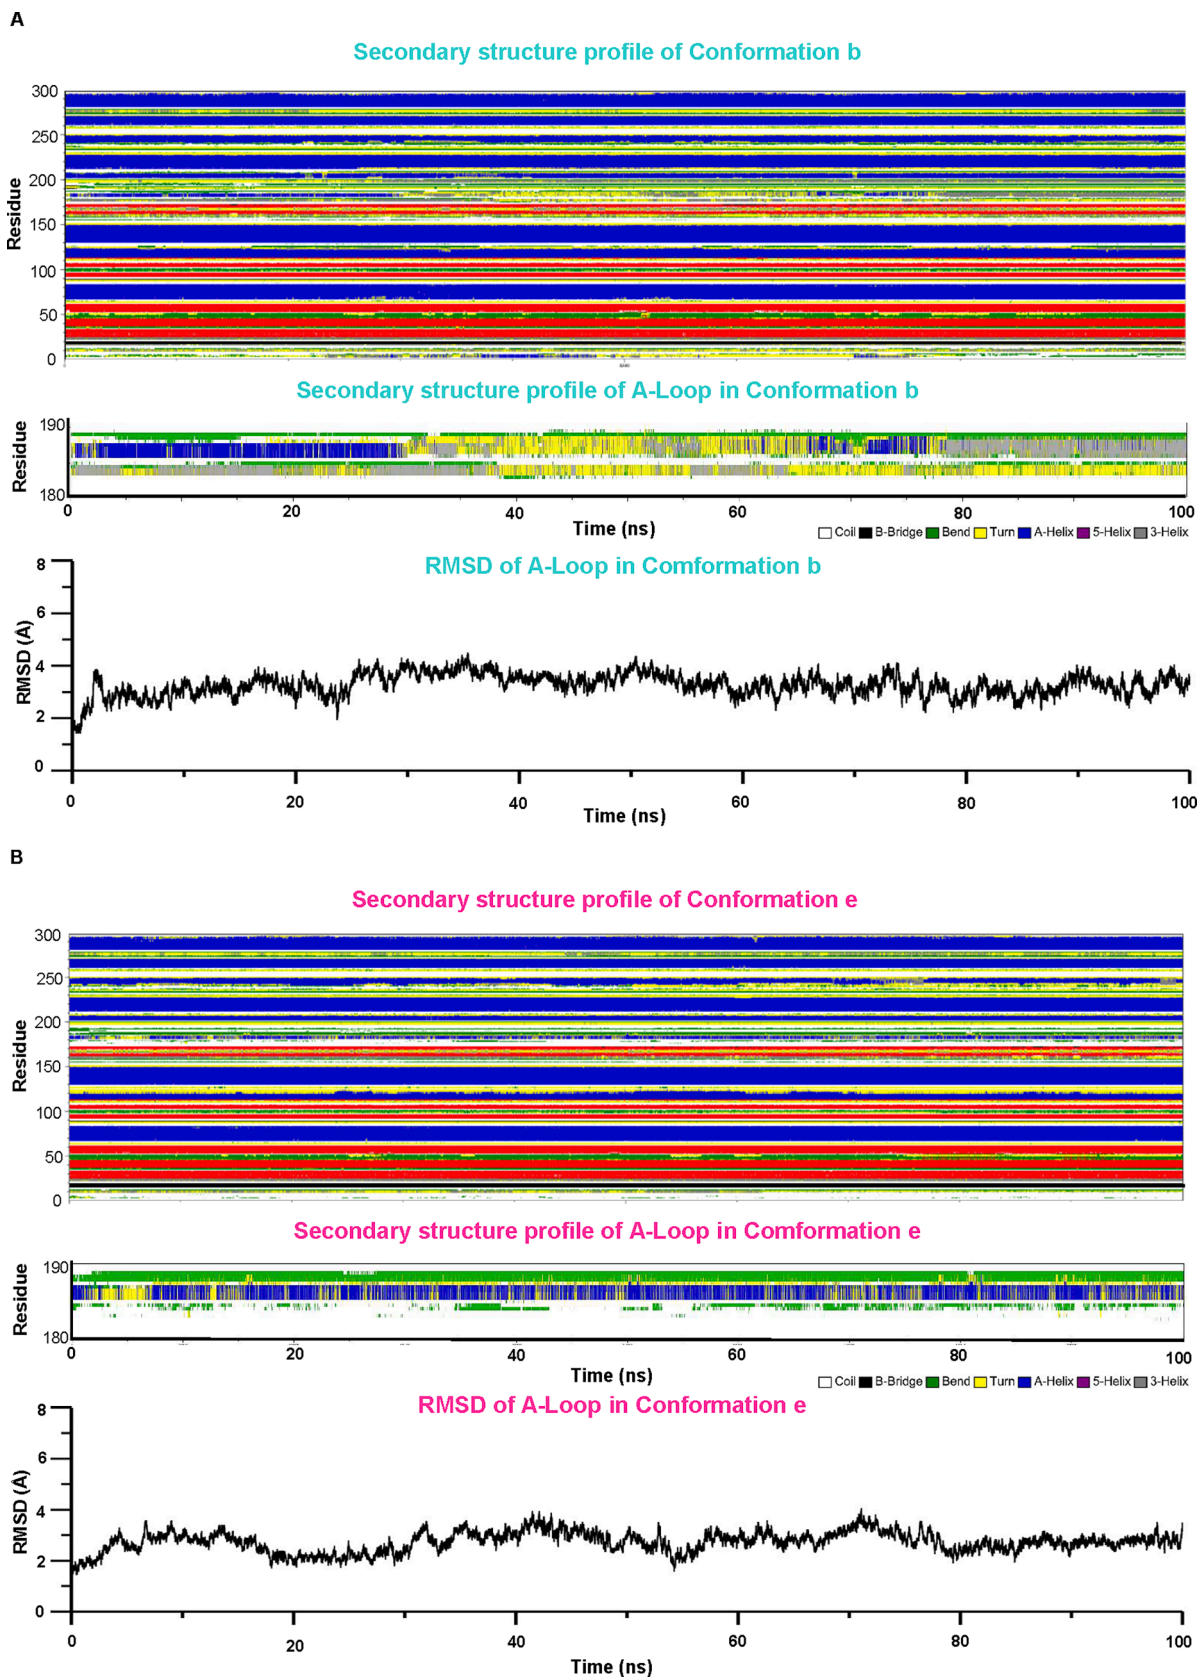 A
Secondary structure profile of Conformation b
300
250
200
150
100
50
0
Residue
Secondary structure profile of A-Loop in Conformation b
190
180
Residue
0 20 40 60 80 100
Time (ns)
Coil B-Bridge Bend Turn A-Helix 5-Helix 3-Helix
RMSD of A-Loop in Comformation b
8
6
4
2
0
RMSD (Å)
0 20 40 60 80 100
Time (ns)
B
Secondary structure profile of Conformation e
300
250
200
150
100
50
0
Residue
Secondary structure profile of A-Loop in Comformation e
190
180
Residue
0 20 40 60 80 100
Time (ns)
Coil B-Bridge Bend Turn A-Helix 5-Helix 3-Helix
RMSD of A-Loop in Conformation e
8
6
4
2
0
RMSD (Å)
0 20 40 60 80 100
Time (ns)